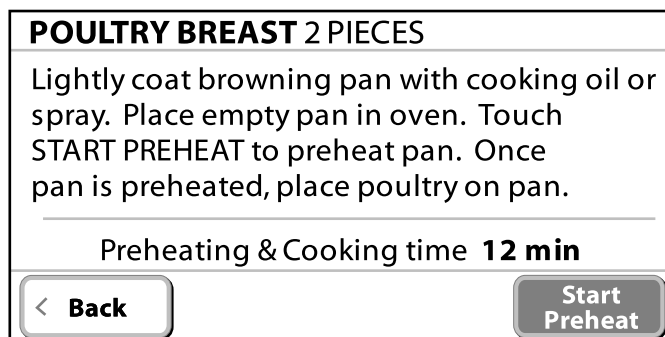 POULTRY BREAST 2 PIECES
Lightly coat browning pan with cooking oil or
spray. Place empty pan in oven. Touch
START PREHEAT to preheat pan. Once
pan is preheated, place poultry on pan.
Preheating & Cooking time 12 min
< Back
Start
Preheat